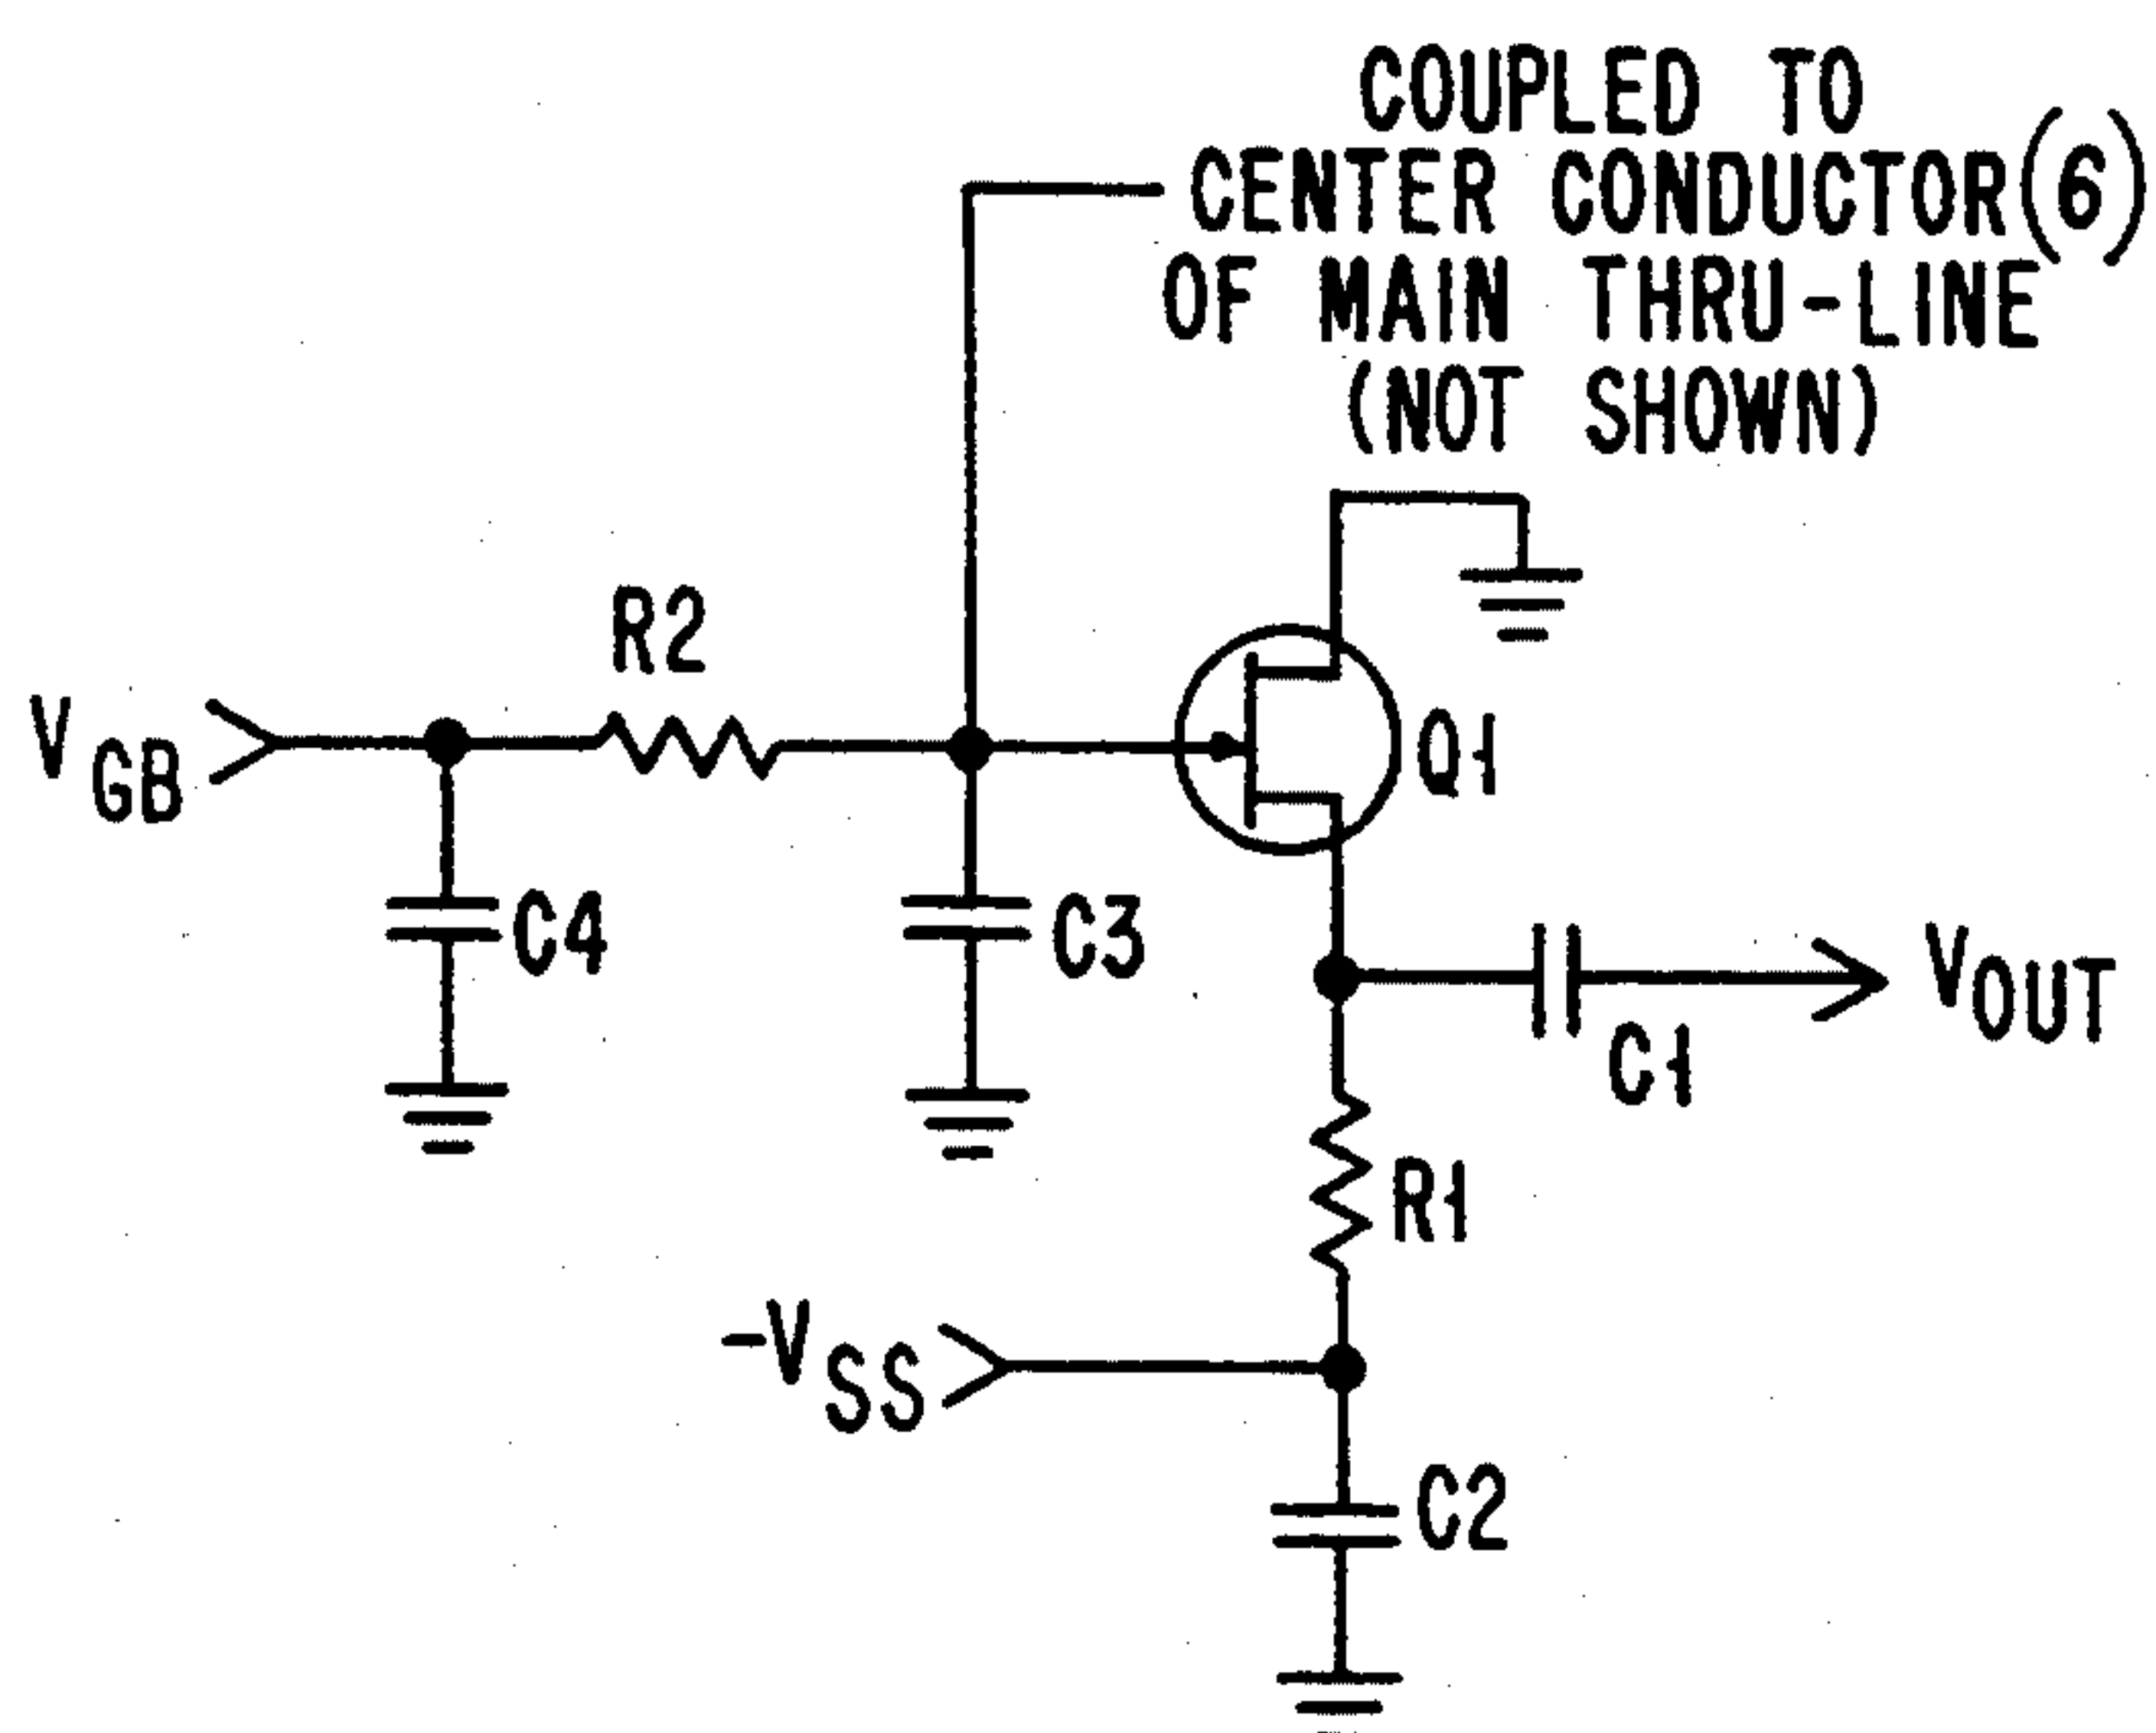 COUPLED TO
CENTER CONDUCTOR(6)
OF MAIN THRU-LINE
(NOT SHOWN)
R2
VGB
Q1
C4
C3
VOUT
C1
R1
-VSS
C2